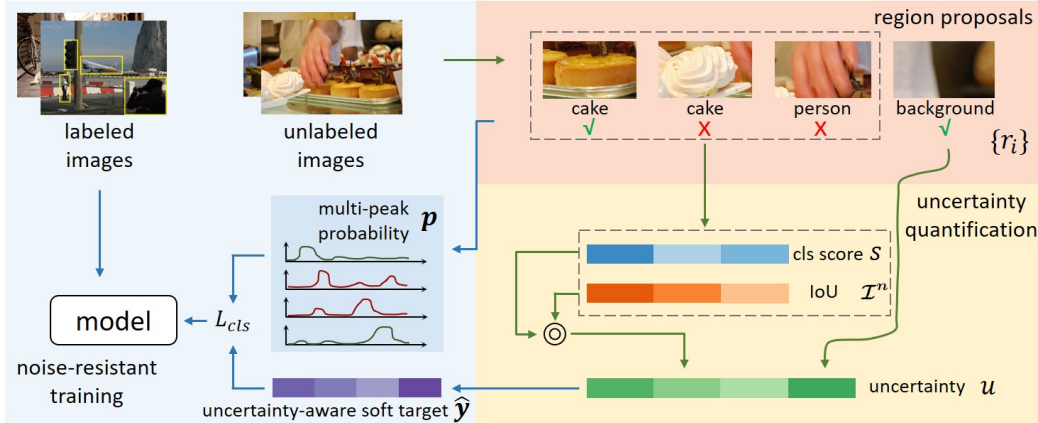 region proposals
cake
cake
person
background
√
X
X
√
{r_i}
labeled
images
unlabeled
images
uncertainty
quantification
multi-peak
probability p
cls score S
IoU 𝓘ⁿ
model
L_cls
noise-resistant
training
uncertainty u
uncertainty-aware soft target ŷ